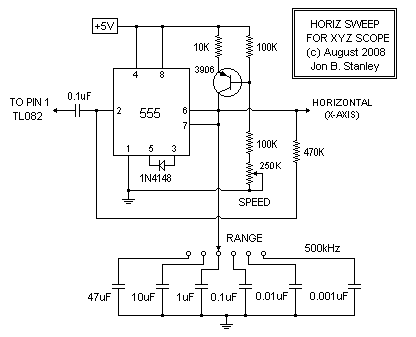 HORIZ SWEEP
FOR XYZ SCOPE
(c) August 2008
Jon B. Stanley
+5V
10K
100K
3906
4
8
0.1uF
TO PIN 1
TL082
2
555
6
7
HORIZONTAL
(X-AXIS)
1
5
3
1N4148
100K
470K
250K
SPEED
RANGE
500kHz
47uF
10uF
1uF
0.1uF
0.01uF
0.001uF